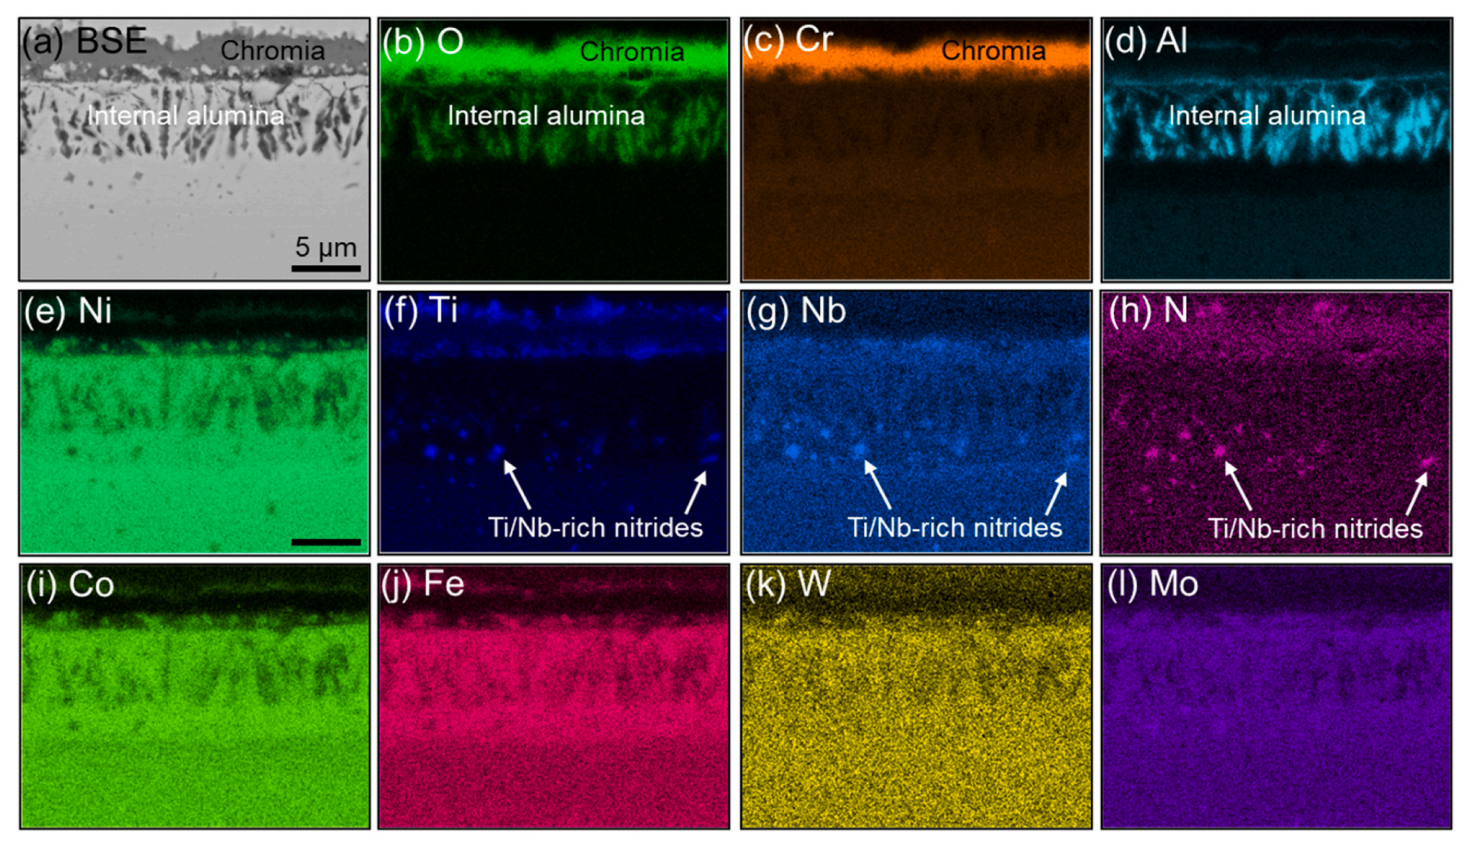 (a) BSE
Chromia
Internal alumina
5 µm
(b) O
Chromia
Internal alumina
(c) Cr
Chromia
(d) Al
Internal alumina
(e) Ni
(f) Ti
Ti/Nb-rich nitrides
(g) Nb
Ti/Nb-rich nitrides
(h) N
Ti/Nb-rich nitrides
(i) Co
(j) Fe
(k) W
(l) Mo